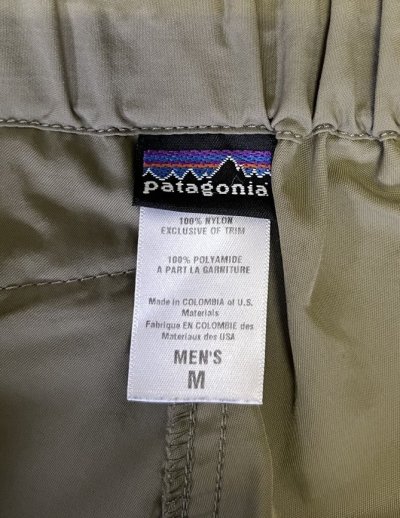 patagonia®
100% NYLON
EXCLUSIVE OF TRIM
100% POLYAMIDE
A PART LA GARNITURE
Made in COLOMBIA of U.S.
Materials
Fabrique EN COLOMBIE des
Materiaux des USA
MEN'S
M